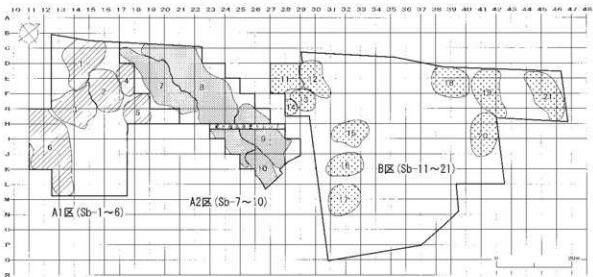 10 11 12 13 14 15 16 17 18 19 20 21 22 23 24 25 26 27 28 29 30 31 32 33 34 35 36 37 38 39 40 41 42 43 44 45 46 47 48
A
B
C
D
E
F
G
H
I
J
K
L
M
N
O
P
Q
R
1
2
3
4
5
6
7
8
9
10
11
12
13
14
15
16
17
18
19
20
21
A1区(Sb-1～6)
A2区(Sb-7～10)
B区(Sb-11～21)
0
20m